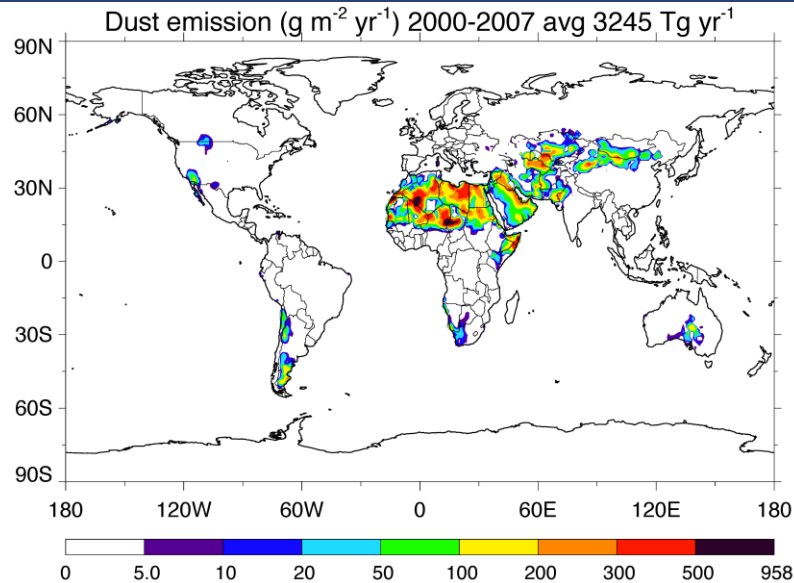 Dust emission (g m⁻² yr⁻¹) 2000-2007 avg 3245 Tg yr⁻¹
90N
60N
30N
0
30S
60S
90S
180 120W 60W 0 60E 120E 180
0 5.0 10 20 50 100 200 300 500 958